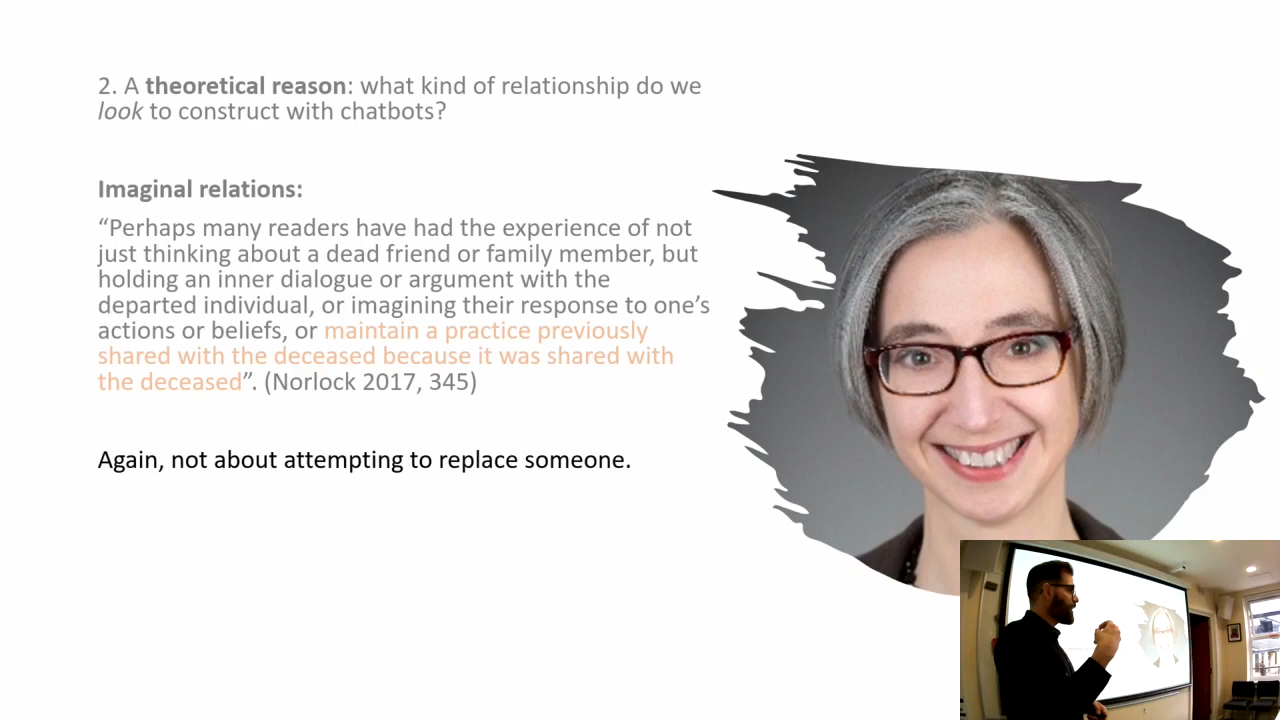 2. A theoretical reason: what kind of relationship do we
look to construct with chatbots?
Imaginal relations:
“Perhaps many readers have had the experience of not
just thinking about a dead friend or family member, but
holding an inner dialogue or argument with the
departed individual, or imagining their response to one’s
actions or beliefs, or maintain a practice previously
shared with the deceased because it was shared with
the deceased”. (Norlock 2017, 345)
Again, not about attempting to replace someone.